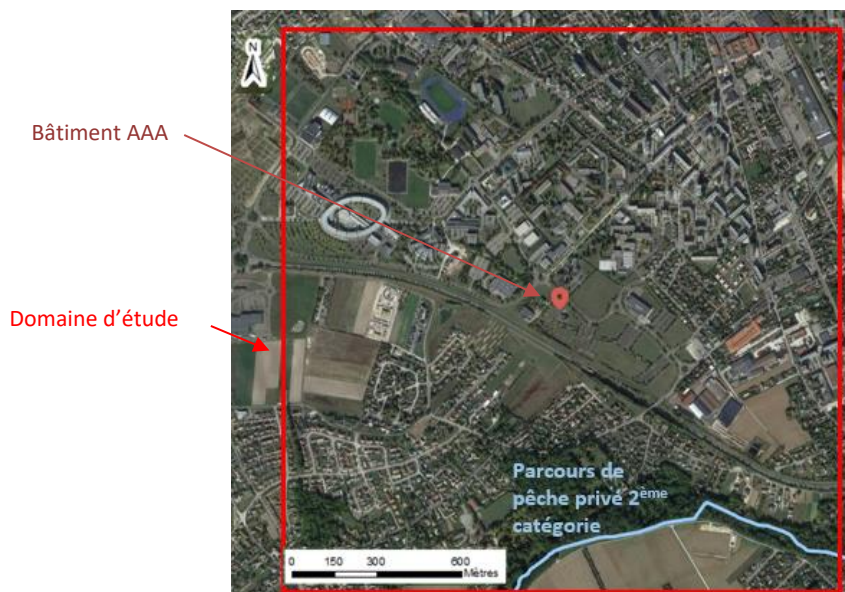 N
Bâtiment AAA
Domaine d’étude
Parcours de
pêche privé 2ème
catégorie
0 150 300 600
Mètres